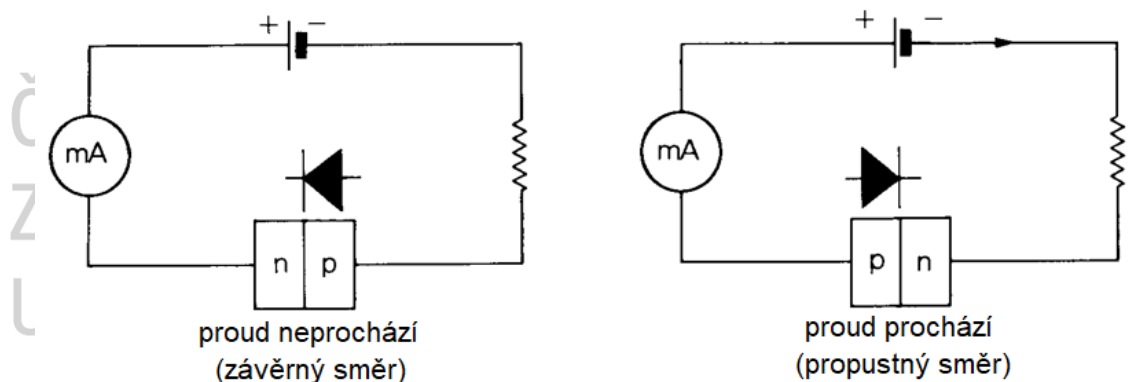 + −
mA
n p
proud neprochází
(závěrný směr)
+ −
mA
p n
proud prochází
(propustný směr)
Č
Z
U